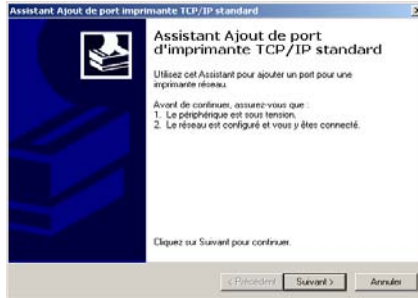 Assistant Ajout de port imprimante TCP/IP standard
Assistant Ajout de port
d'imprimante TCP/IP standard
Utilisez cet Assistant pour ajouter un port pour une
imprimante réseau.
Avant de continuer, assurez-vous que :
1. Le périphérique est sous tension.
2. Le réseau est configuré et vous y êtes connecté.
Cliquez sur Suivant pour continuer.
< Précédent Suivant > Annuler